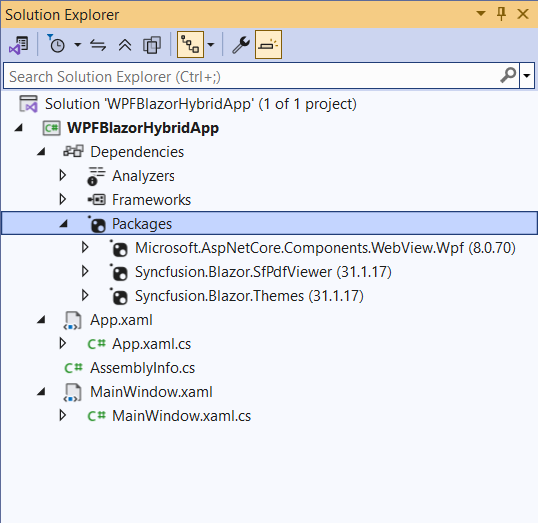 Solution Explorer
Search Solution Explorer (Ctrl+;)
Solution 'WPFBlazorHybridApp' (1 of 1 project)
C# WPFBlazorHybridApp
Dependencies
Analyzers
Frameworks
Packages
Microsoft.AspNetCore.Components.WebView.Wpf (8.0.70)
Syncfusion.Blazor.SfPdfViewer (31.1.17)
Syncfusion.Blazor.Themes (31.1.17)
App.xaml
C# App.xaml.cs
C# AssemblyInfo.cs
MainWindow.xaml
C# MainWindow.xaml.cs